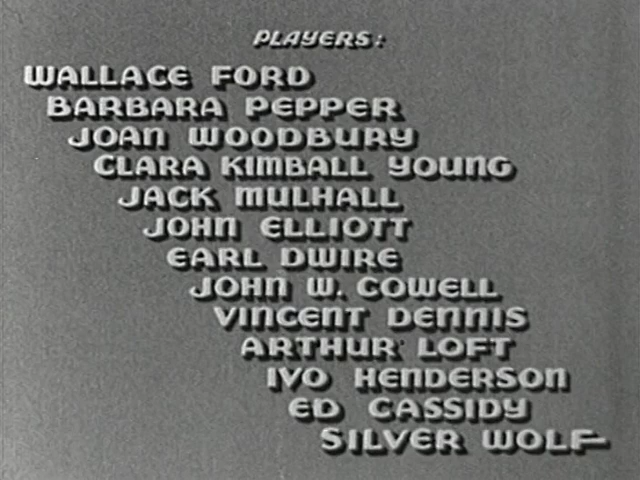 PLAYERS:
WALLACE FORD
BARBARA PEPPER
JOAN WOODBURY
CLARA KIMBALL YOUNG
JACK MULHALL
JOHN ELLIOTT
EARL DWIRE
JOHN W. COWELL
VINCENT DENNIS
ARTHUR LOFT
IVO HENDERSON
ED CASSIDY
SILVER WOLF